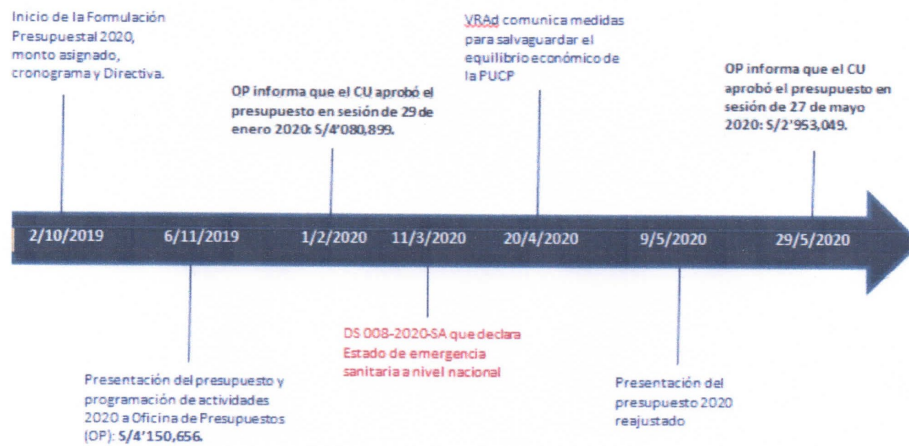 Inicio de la Formulación
Presupuestal 2020,
monto asignado,
cronograma y Directiva.
OP informa que el CU aprobó el
presupuesto en sesión de 29 de
enero 2020: S/4'080,899.
VRAd comunica medidas
para salvaguardar el
equilibrio económico de
la PUCP
OP informa que el CU
aprobó el presupuesto en
sesión de 27 de mayo
2020: S/2'953,049.
2/10/2019 6/11/2019 1/2/2020 11/3/2020 20/4/2020 9/5/2020 29/5/2020
Presentación del presupuesto y
programación de actividades
2020 a Oficina de Presupuestos
(OP): S/4'150,656.
DS 008-2020-SA que declara
Estado de emergencia
sanitaria a nivel nacional
Presentación del
presupuesto 2020
reajustado